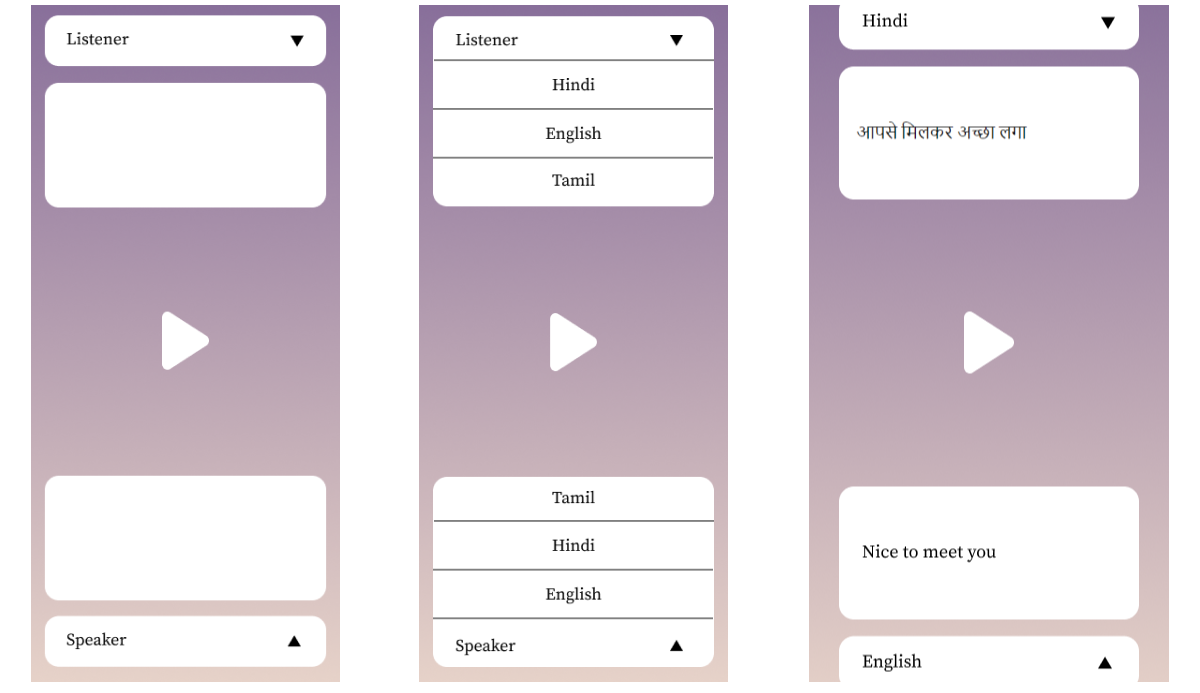 Listener
Speaker
Listener
Hindi
English
Tamil
Tamil
Hindi
English
Speaker
Hindi
आपसे मिलकर अच्छा लगा
Nice to meet you
English